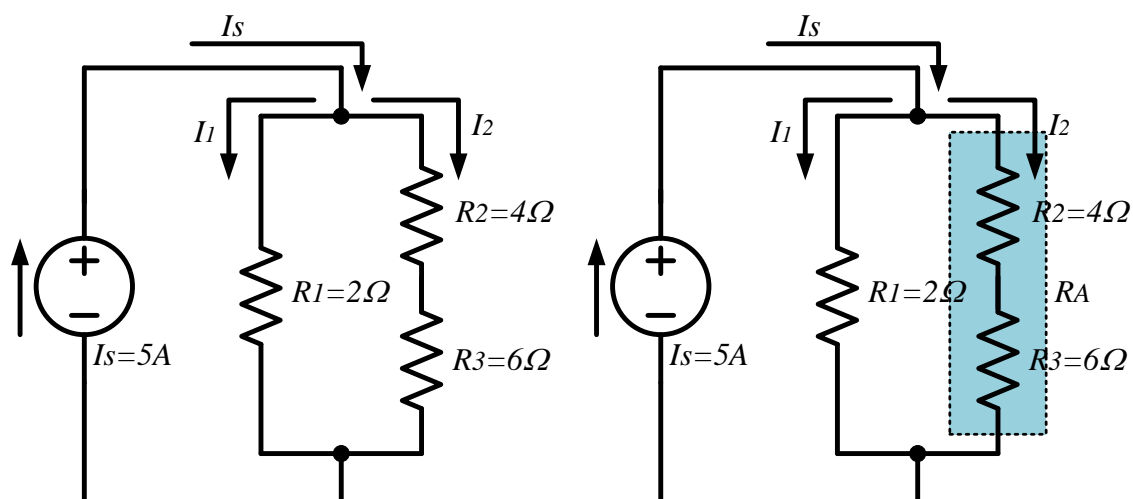 Is
I1
I2
R2=4Ω
R1=2Ω
Is=5A
R3=6Ω
Is
I1
I2
R2=4Ω
R1=2Ω
RA
Is=5A
R3=6Ω